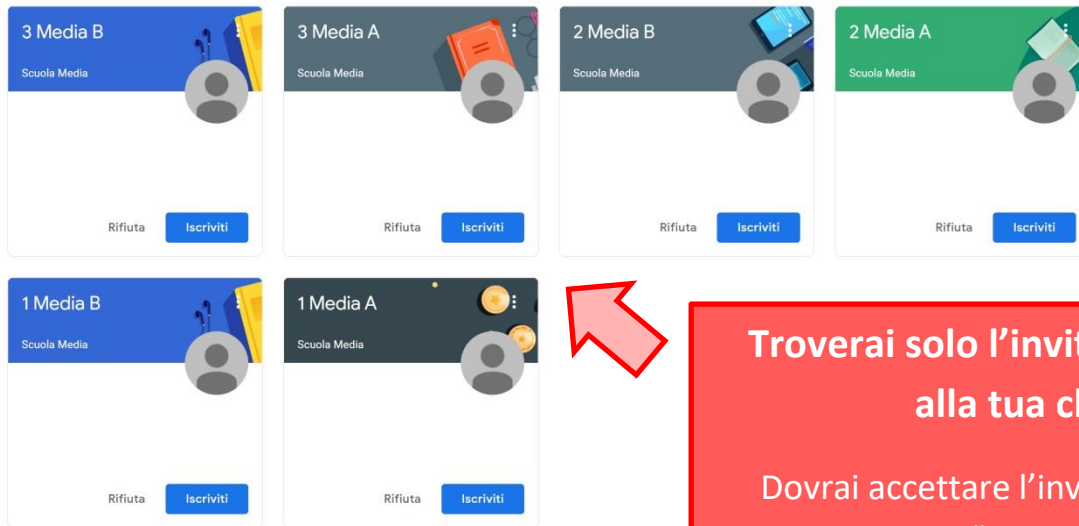 3 Media B
Scuola Media
Rifiuta Iscriviti
3 Media A
Scuola Media
Rifiuta Iscriviti
2 Media B
Scuola Media
Rifiuta Iscriviti
2 Media A
Scuola Media
Rifiuta Iscriviti
1 Media B
Scuola Media
Rifiuta Iscriviti
1 Media A
Scuola Media
Rifiuta Iscriviti
Troverai solo l’invit
alla tua cl
Dovrai accettare l’inv